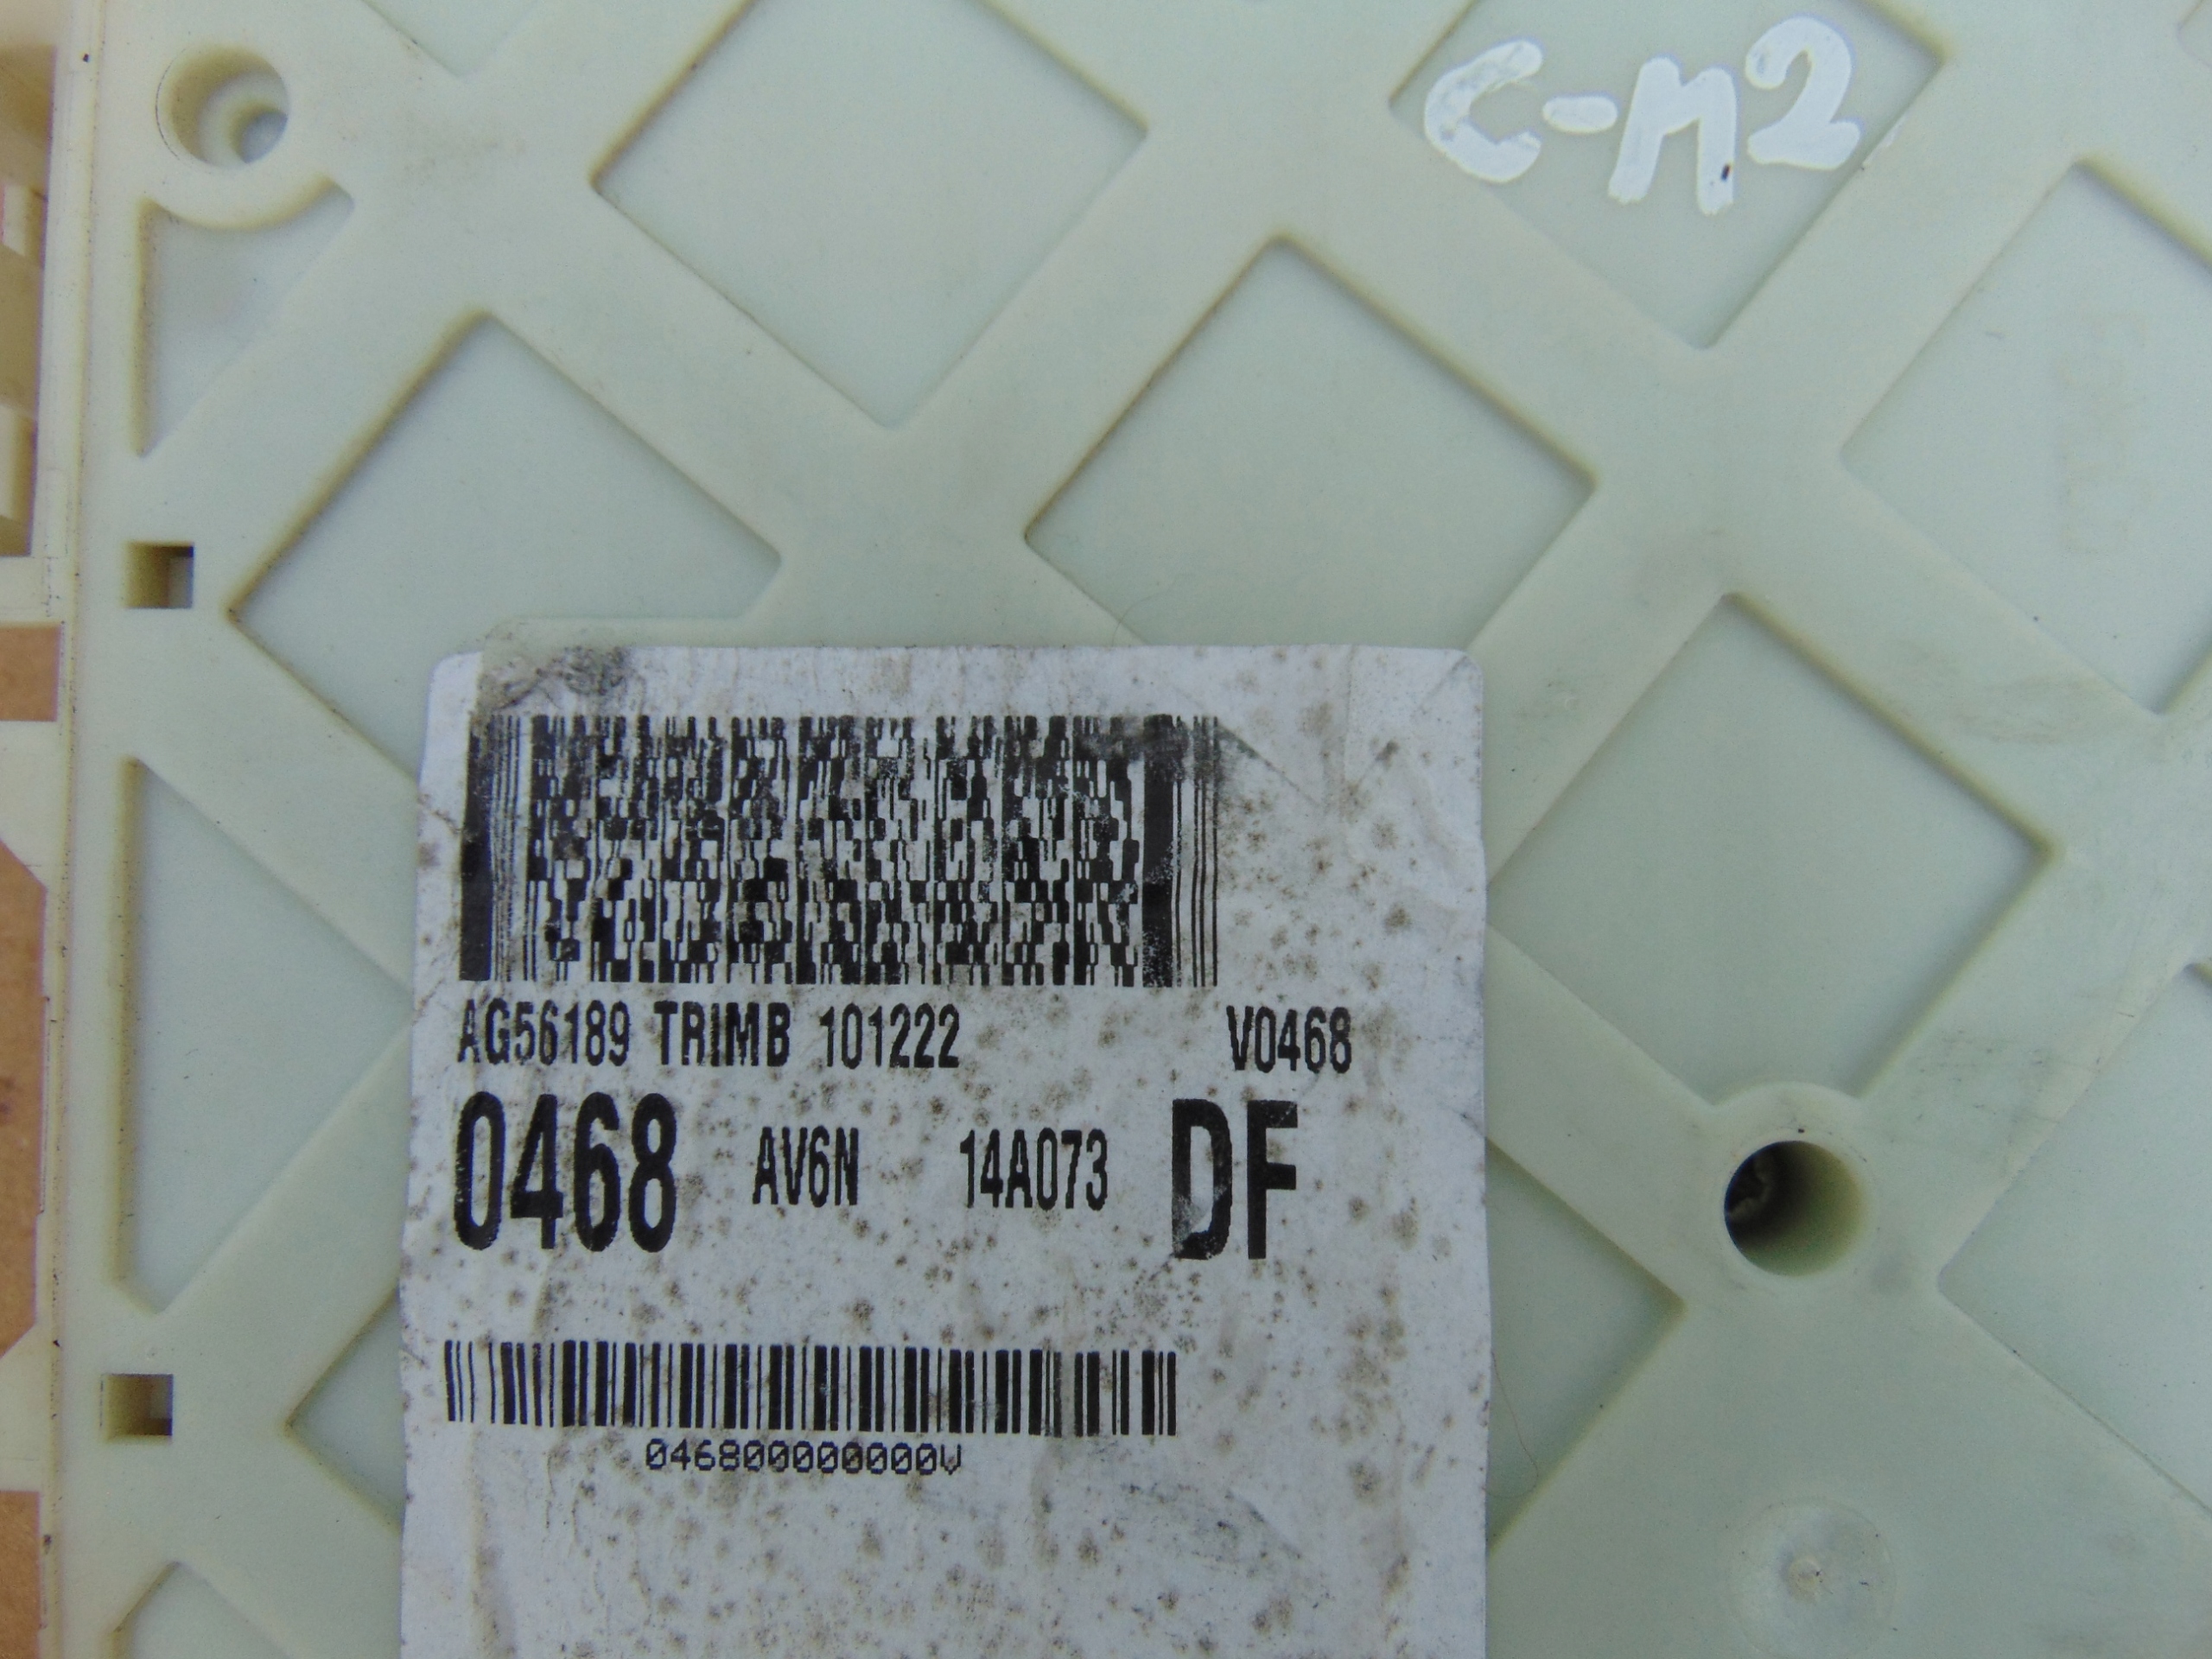 C-M2
AG56189 TRIMB 101222 V0468
0468 AV6N 14A073 DF
046800000000V